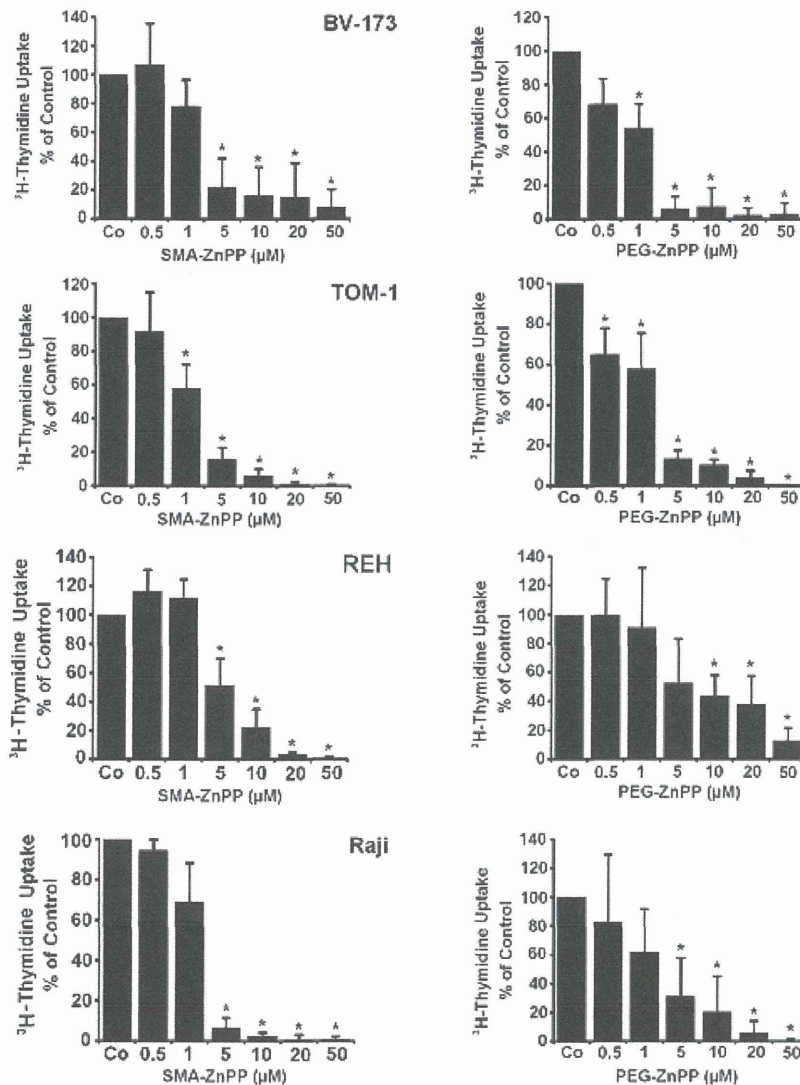 BV-173
³H-Thymidine Uptake
% of Control
140
120
100
80
60
40
20
0
Co 0.5 1 5 10 20 50
* * * *
SMA-ZnPP (µM)
³H-Thymidine Uptake
% of Control
120
100
80
60
40
20
0
Co 0.5 1 5 10 20 50
* * * * *
PEG-ZnPP (µM)
TOM-1
³H-Thymidine Uptake
% of Control
120
100
80
60
40
20
0
Co 0.5 1 5 10 20 50
* * * * *
SMA-ZnPP (µM)
³H-Thymidine Uptake
% of Control
100
80
60
40
20
0
Co 0.5 1 5 10 20 50
* * * * * *
PEG-ZnPP (µM)
REH
³H-Thymidine Uptake
% of Control
140
120
100
80
60
40
20
0
Co 0.5 1 5 10 20 50
* * * *
SMA-ZnPP (µM)
³H-Thymidine Uptake
% of Control
140
120
100
80
60
40
20
0
Co 0.5 1 5 10 20 50
* * *
PEG-ZnPP (µM)
Raji
³H-Thymidine Uptake
% of Control
100
80
60
40
20
0
Co 0.5 1 5 10 20 50
* * * *
SMA-ZnPP (µM)
³H-Thymidine Uptake
% of Control
140
120
100
80
60
40
20
0
Co 0.5 1 5 10 20 50
* * * *
PEG-ZnPP (µM)